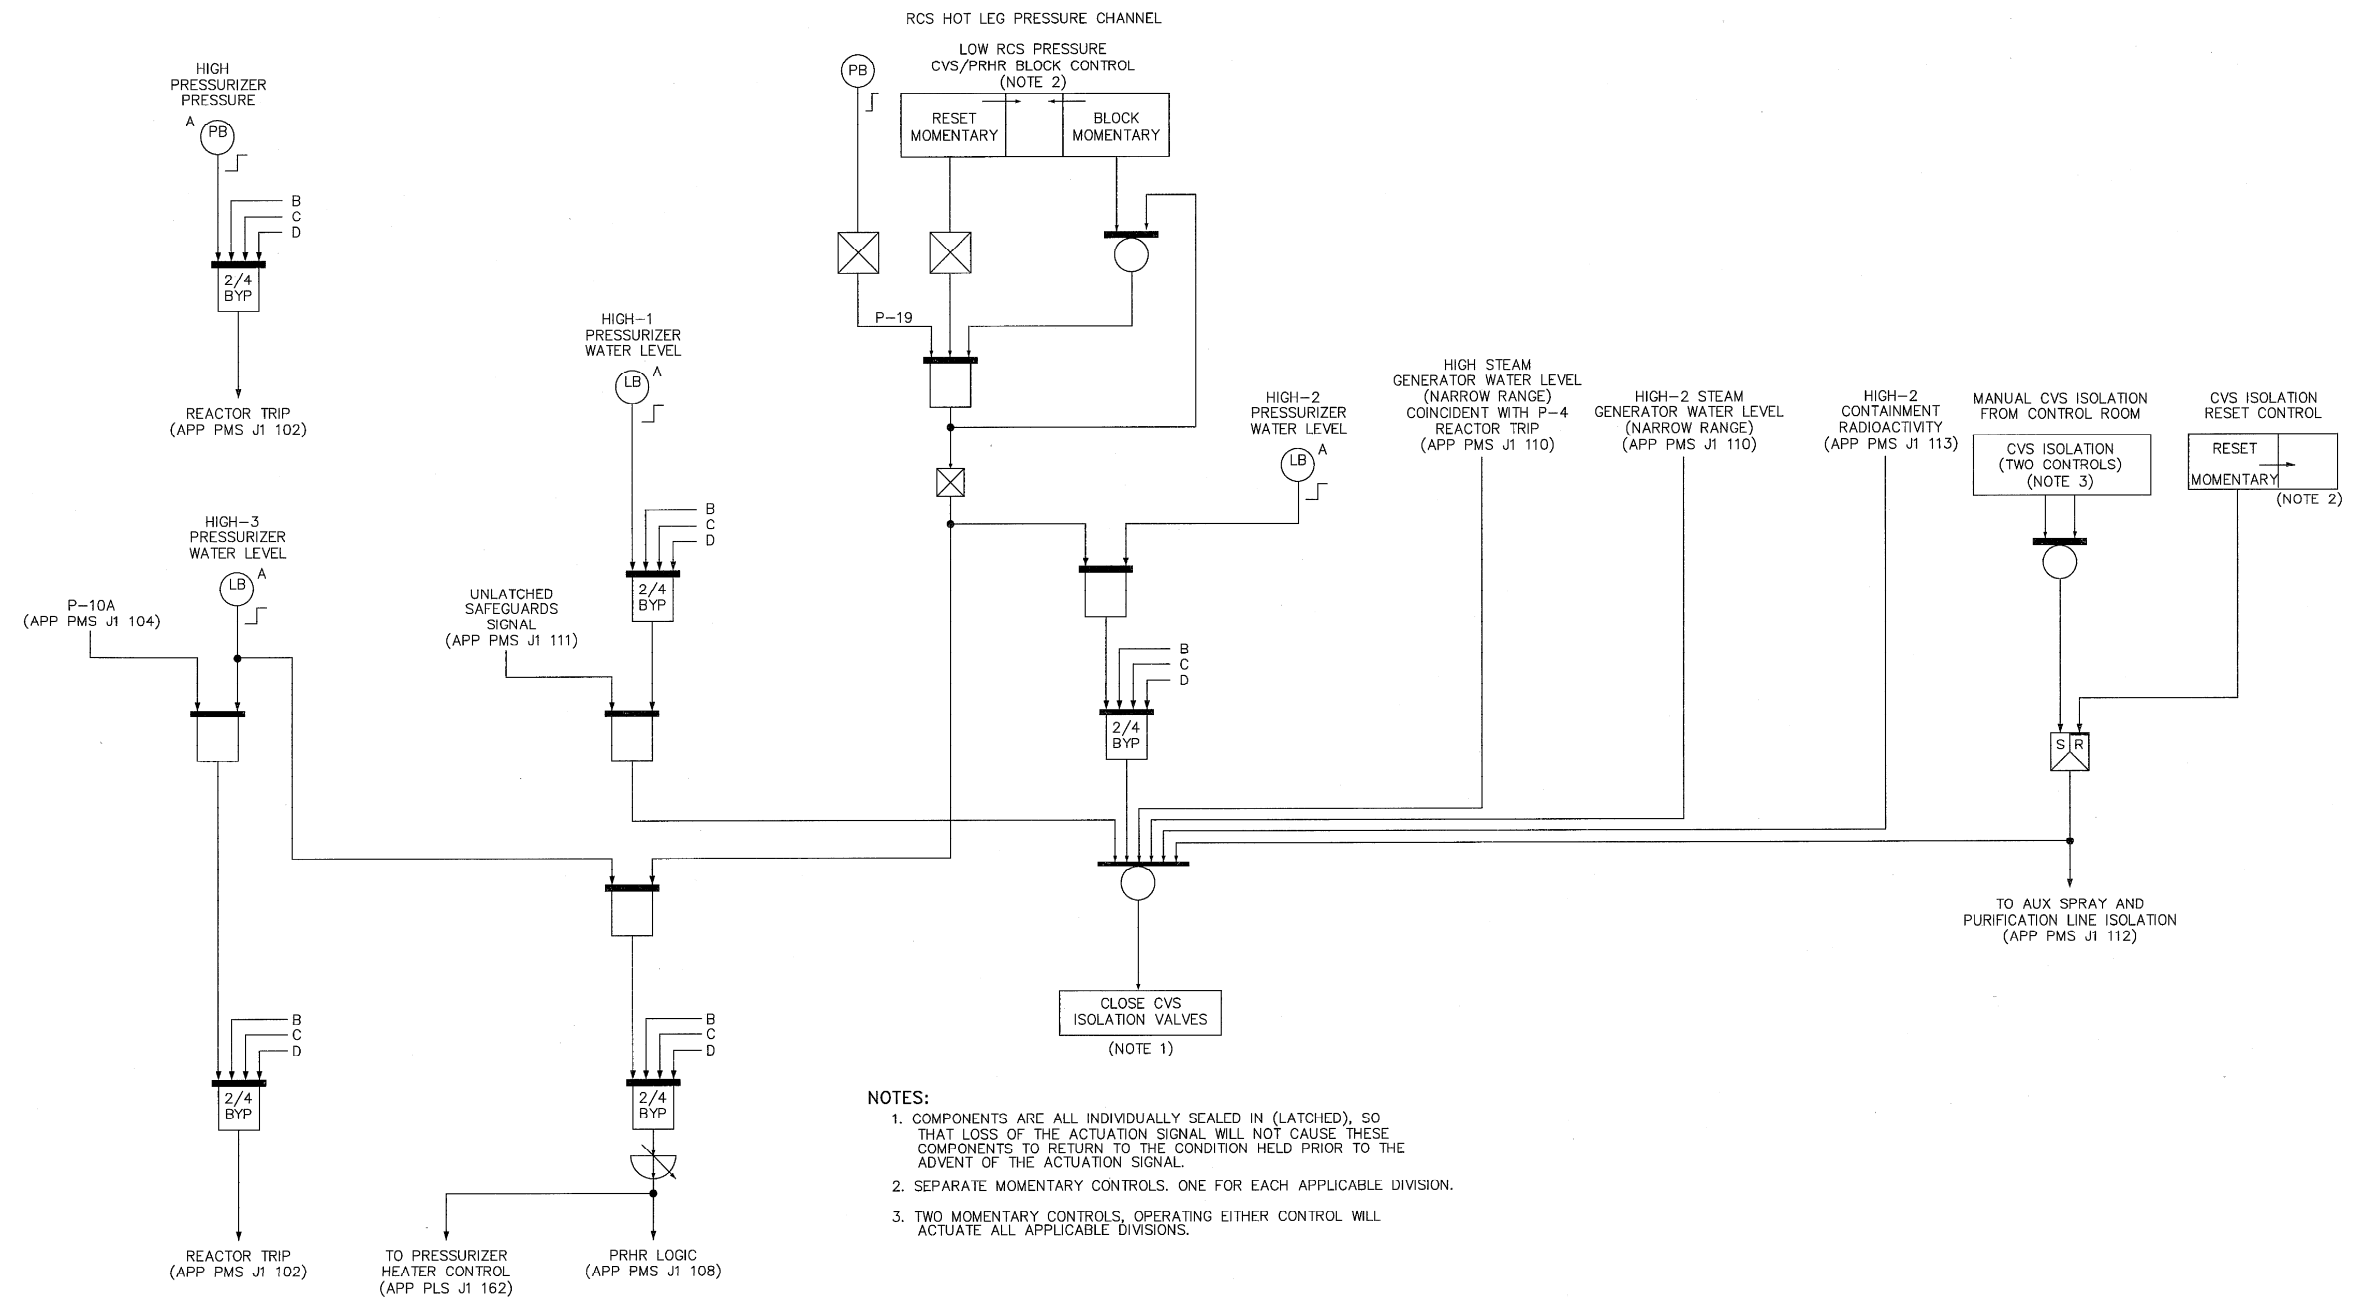 RCS HOT LEG PRESSURE CHANNEL
LOW RCS PRESSURE
CVS/PRHR BLOCK CONTROL
(NOTE 2)
PB
RESET
MOMENTARY
BLOCK
MOMENTARY
P-19
HIGH
PRESSURIZER
PRESSURE
A
PB
B
C
D
2/4
BYP
REACTOR TRIP
(APP PMS J1 102)
HIGH-1
PRESSURIZER
WATER LEVEL
LB
A
B
C
D
2/4
BYP
UNLATCHED
SAFEGUARDS
SIGNAL
(APP PMS J1 111)
HIGH-3
PRESSURIZER
WATER LEVEL
LB
A
P-10A
(APP PMS J1 104)
HIGH-2
PRESSURIZER
WATER LEVEL
LB
A
B
C
D
2/4
BYP
HIGH STEAM
GENERATOR WATER LEVEL
(NARROW RANGE)
COINCIDENT WITH P-4
REACTOR TRIP
(APP PMS J1 110)
HIGH-2 STEAM
GENERATOR WATER LEVEL
(NARROW RANGE)
(APP PMS J1 110)
HIGH-2
CONTAINMENT
RADIOACTIVITY
(APP PMS J1 113)
MANUAL CVS ISOLATION
FROM CONTROL ROOM
CVS ISOLATION
(TWO CONTROLS)
(NOTE 3)
CVS ISOLATION
RESET CONTROL
RESET
MOMENTARY
(NOTE 2)
S R
TO AUX SPRAY AND
PURIFICATION LINE ISOLATION
(APP PMS J1 112)
CLOSE CVS
ISOLATION VALVES
(NOTE 1)
B
C
D
2/4
BYP
REACTOR TRIP
(APP PMS J1 102)
B
C
D
2/4
BYP
TO PRESSURIZER
HEATER CONTROL
(APP PLS J1 162)
PRHR LOGIC
(APP PMS J1 108)
NOTES:
1. COMPONENTS ARE ALL INDIVIDUALLY SEALED IN (LATCHED), SO
THAT LOSS OF THE ACTUATION SIGNAL WILL NOT CAUSE THESE
COMPONENTS TO RETURN TO THE CONDITION HELD PRIOR TO THE
ADVENT OF THE ACTUATION SIGNAL.
2. SEPARATE MOMENTARY CONTROLS. ONE FOR EACH APPLICABLE DIVISION.
3. TWO MOMENTARY CONTROLS, OPERATING EITHER CONTROL WILL
ACTUATE ALL APPLICABLE DIVISIONS.